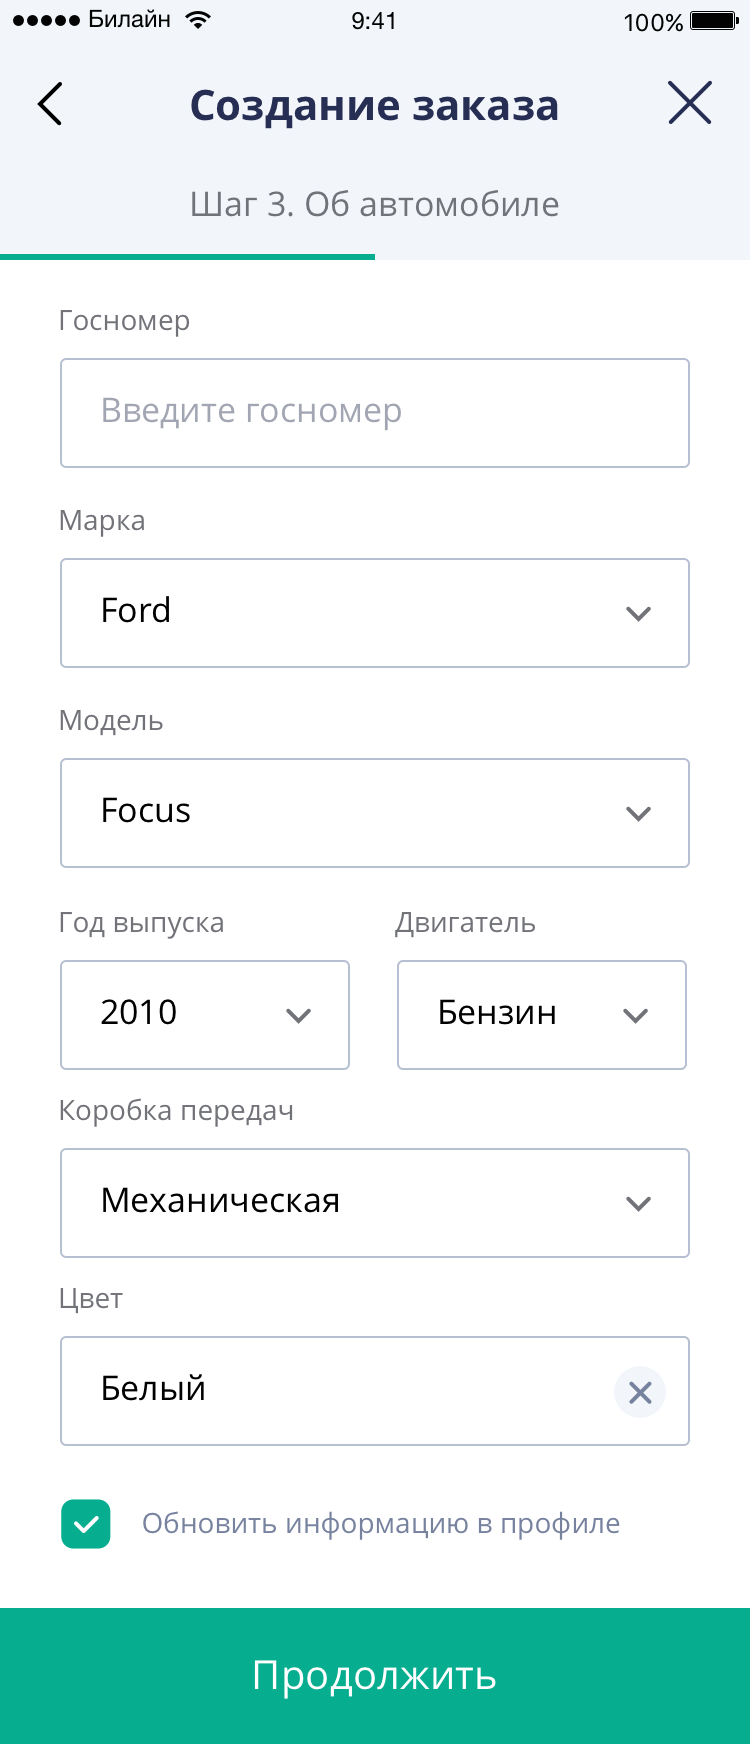 Билайн 9:41 100%
Создание заказа
Шаг 3. Об автомобиле
Госномер
Введите госномер
Марка
Ford
Модель
Focus
Год выпуска Двигатель
2010 Бензин
Коробка передач
Механическая
Цвет
Белый
Обновить информацию в профиле
Продолжить